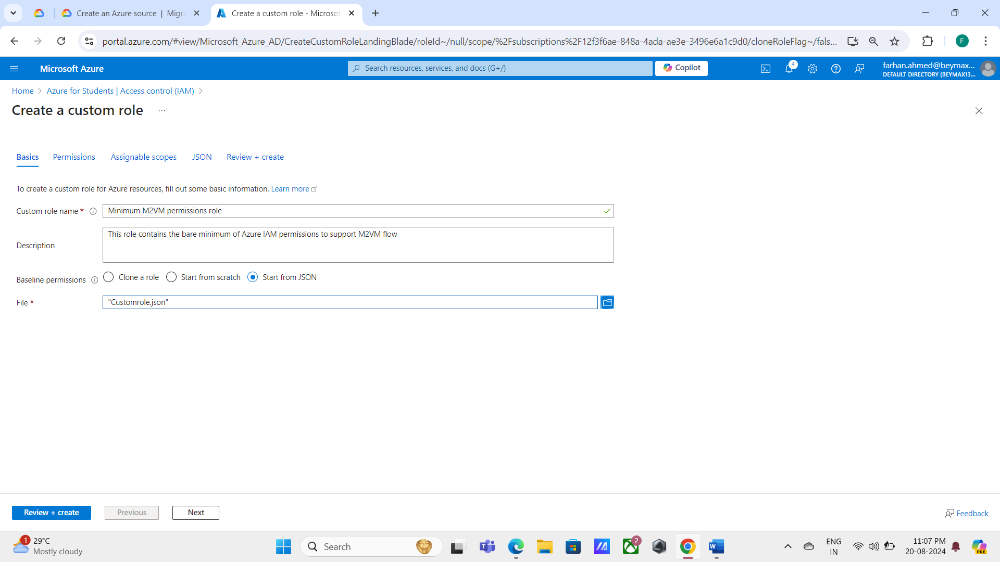 Create an Azure source | Migra
Create a custom role - Microsof
portal.azure.com/#view/Microsoft_Azure_AD/CreateCustomRoleLandingBlade/roleId~/null/scope/%2Fsubscriptions%2F12f3f6ae-848a-4ada-ae3e-3496e6a1c9d0/cloneRoleFlag~/fals...
F
Microsoft Azure
Search resources, services, and docs (G+/)
Copilot
4
farhan.ahmed@beymax...
DEFAULT DIRECTORY (BEYMAX13...
Home > Azure for Students | Access control (IAM) >
Create a custom role ...
Basics Permissions Assignable scopes JSON Review + create
To create a custom role for Azure resources, fill out some basic information. Learn more
Custom role name *
Minimum M2VM permissions role
Description
This role contains the bare minimum of Azure IAM permissions to support M2VM flow
Baseline permissions
Clone a role Start from scratch Start from JSON
File *
"Customrole.json"
Review + create Previous Next
Feedback
1
29°C
Mostly cloudy
Search
2
ENG
IN
11:07 PM
20-08-2024
PRE